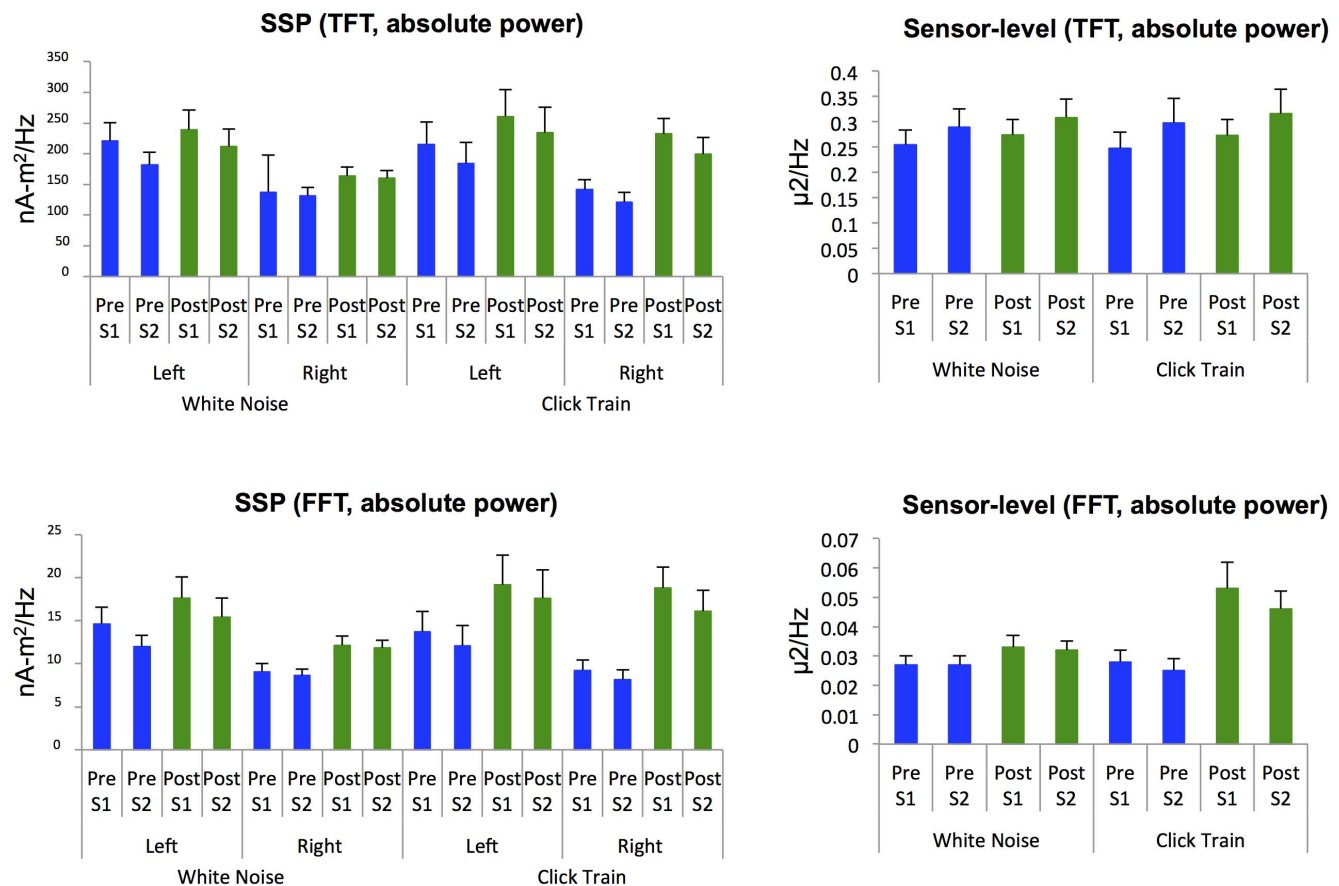 SSP (TFT, absolute power)
350
300
250
200
150
100
50
0
nA-m²/Hz
Pre Pre Post Post Pre Pre Post Post Pre Pre Post Post Pre Pre Post Post
S1 S2 S1 S2 S1 S2 S1 S2 S1 S2 S1 S2 S1 S2 S1 S2
Left Right Left Right
White Noise Click Train
Sensor-level (TFT, absolute power)
0.4
0.35
0.3
0.25
0.2
0.15
0.1
0.05
0
µ2/Hz
Pre Pre Post Post Pre Pre Post Post
S1 S2 S1 S2 S1 S2 S1 S2
White Noise Click Train
SSP (FFT, absolute power)
25
20
15
10
5
0
nA-m²/Hz
Pre Pre Post Post Pre Pre Post Post Pre Pre Post Post Pre Pre Post Post
S1 S2 S1 S2 S1 S2 S1 S2 S1 S2 S1 S2 S1 S2 S1 S2
Left Right Left Right
White Noise Click Train
Sensor-level (FFT, absolute power)
0.07
0.06
0.05
0.04
0.03
0.02
0.01
0
µ2/Hz
Pre Pre Post Post Pre Pre Post Post
S1 S2 S1 S2 S1 S2 S1 S2
White Noise Click Train